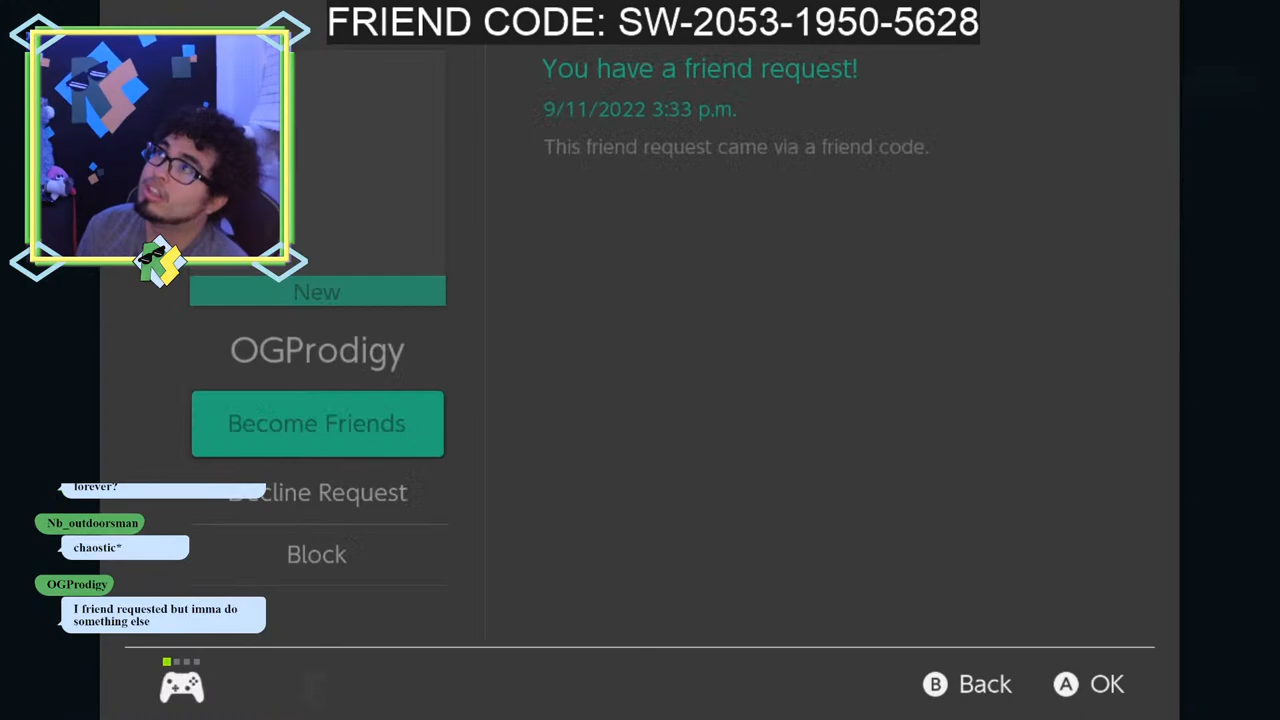 FRIEND CODE: SW-2053-1950-5628
You have a friend request!
9/11/2022 3:33 p.m.
This friend request came via a friend code.
New
OGProdigy
Become Friends
Decline Request
Block
forever?
Nb_outdoorsman
chaostic*
OGProdigy
I friend requested but imma do
something else
B Back
A OK